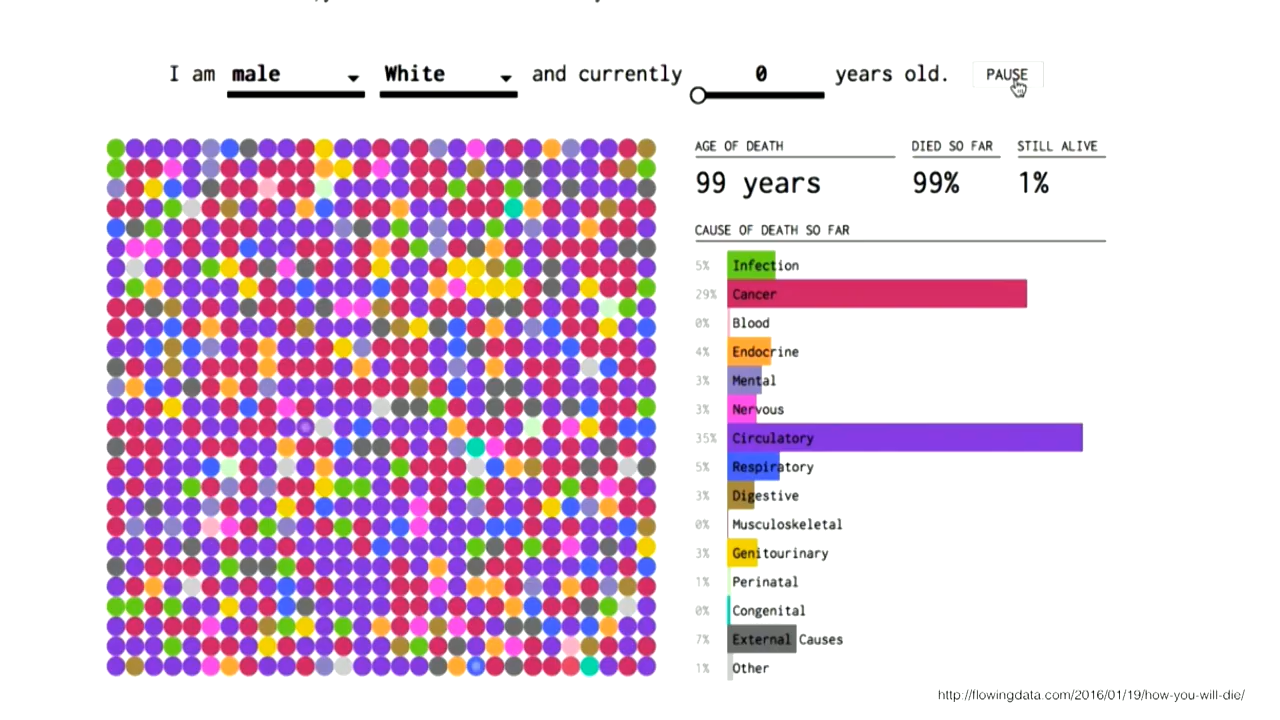 I am male White and currently 0 years old. PAUSE
AGE OF DEATH DIED SO FAR STILL ALIVE
99 years 99% 1%
CAUSE OF DEATH SO FAR
5% Infection
29% Cancer
0% Blood
4% Endocrine
3% Mental
3% Nervous
35% Circulatory
5% Respiratory
3% Digestive
0% Musculoskeletal
3% Genitourinary
1% Perinatal
0% Congenital
7% External Causes
1% Other
http://flowingdata.com/2016/01/19/how-you-will-die/